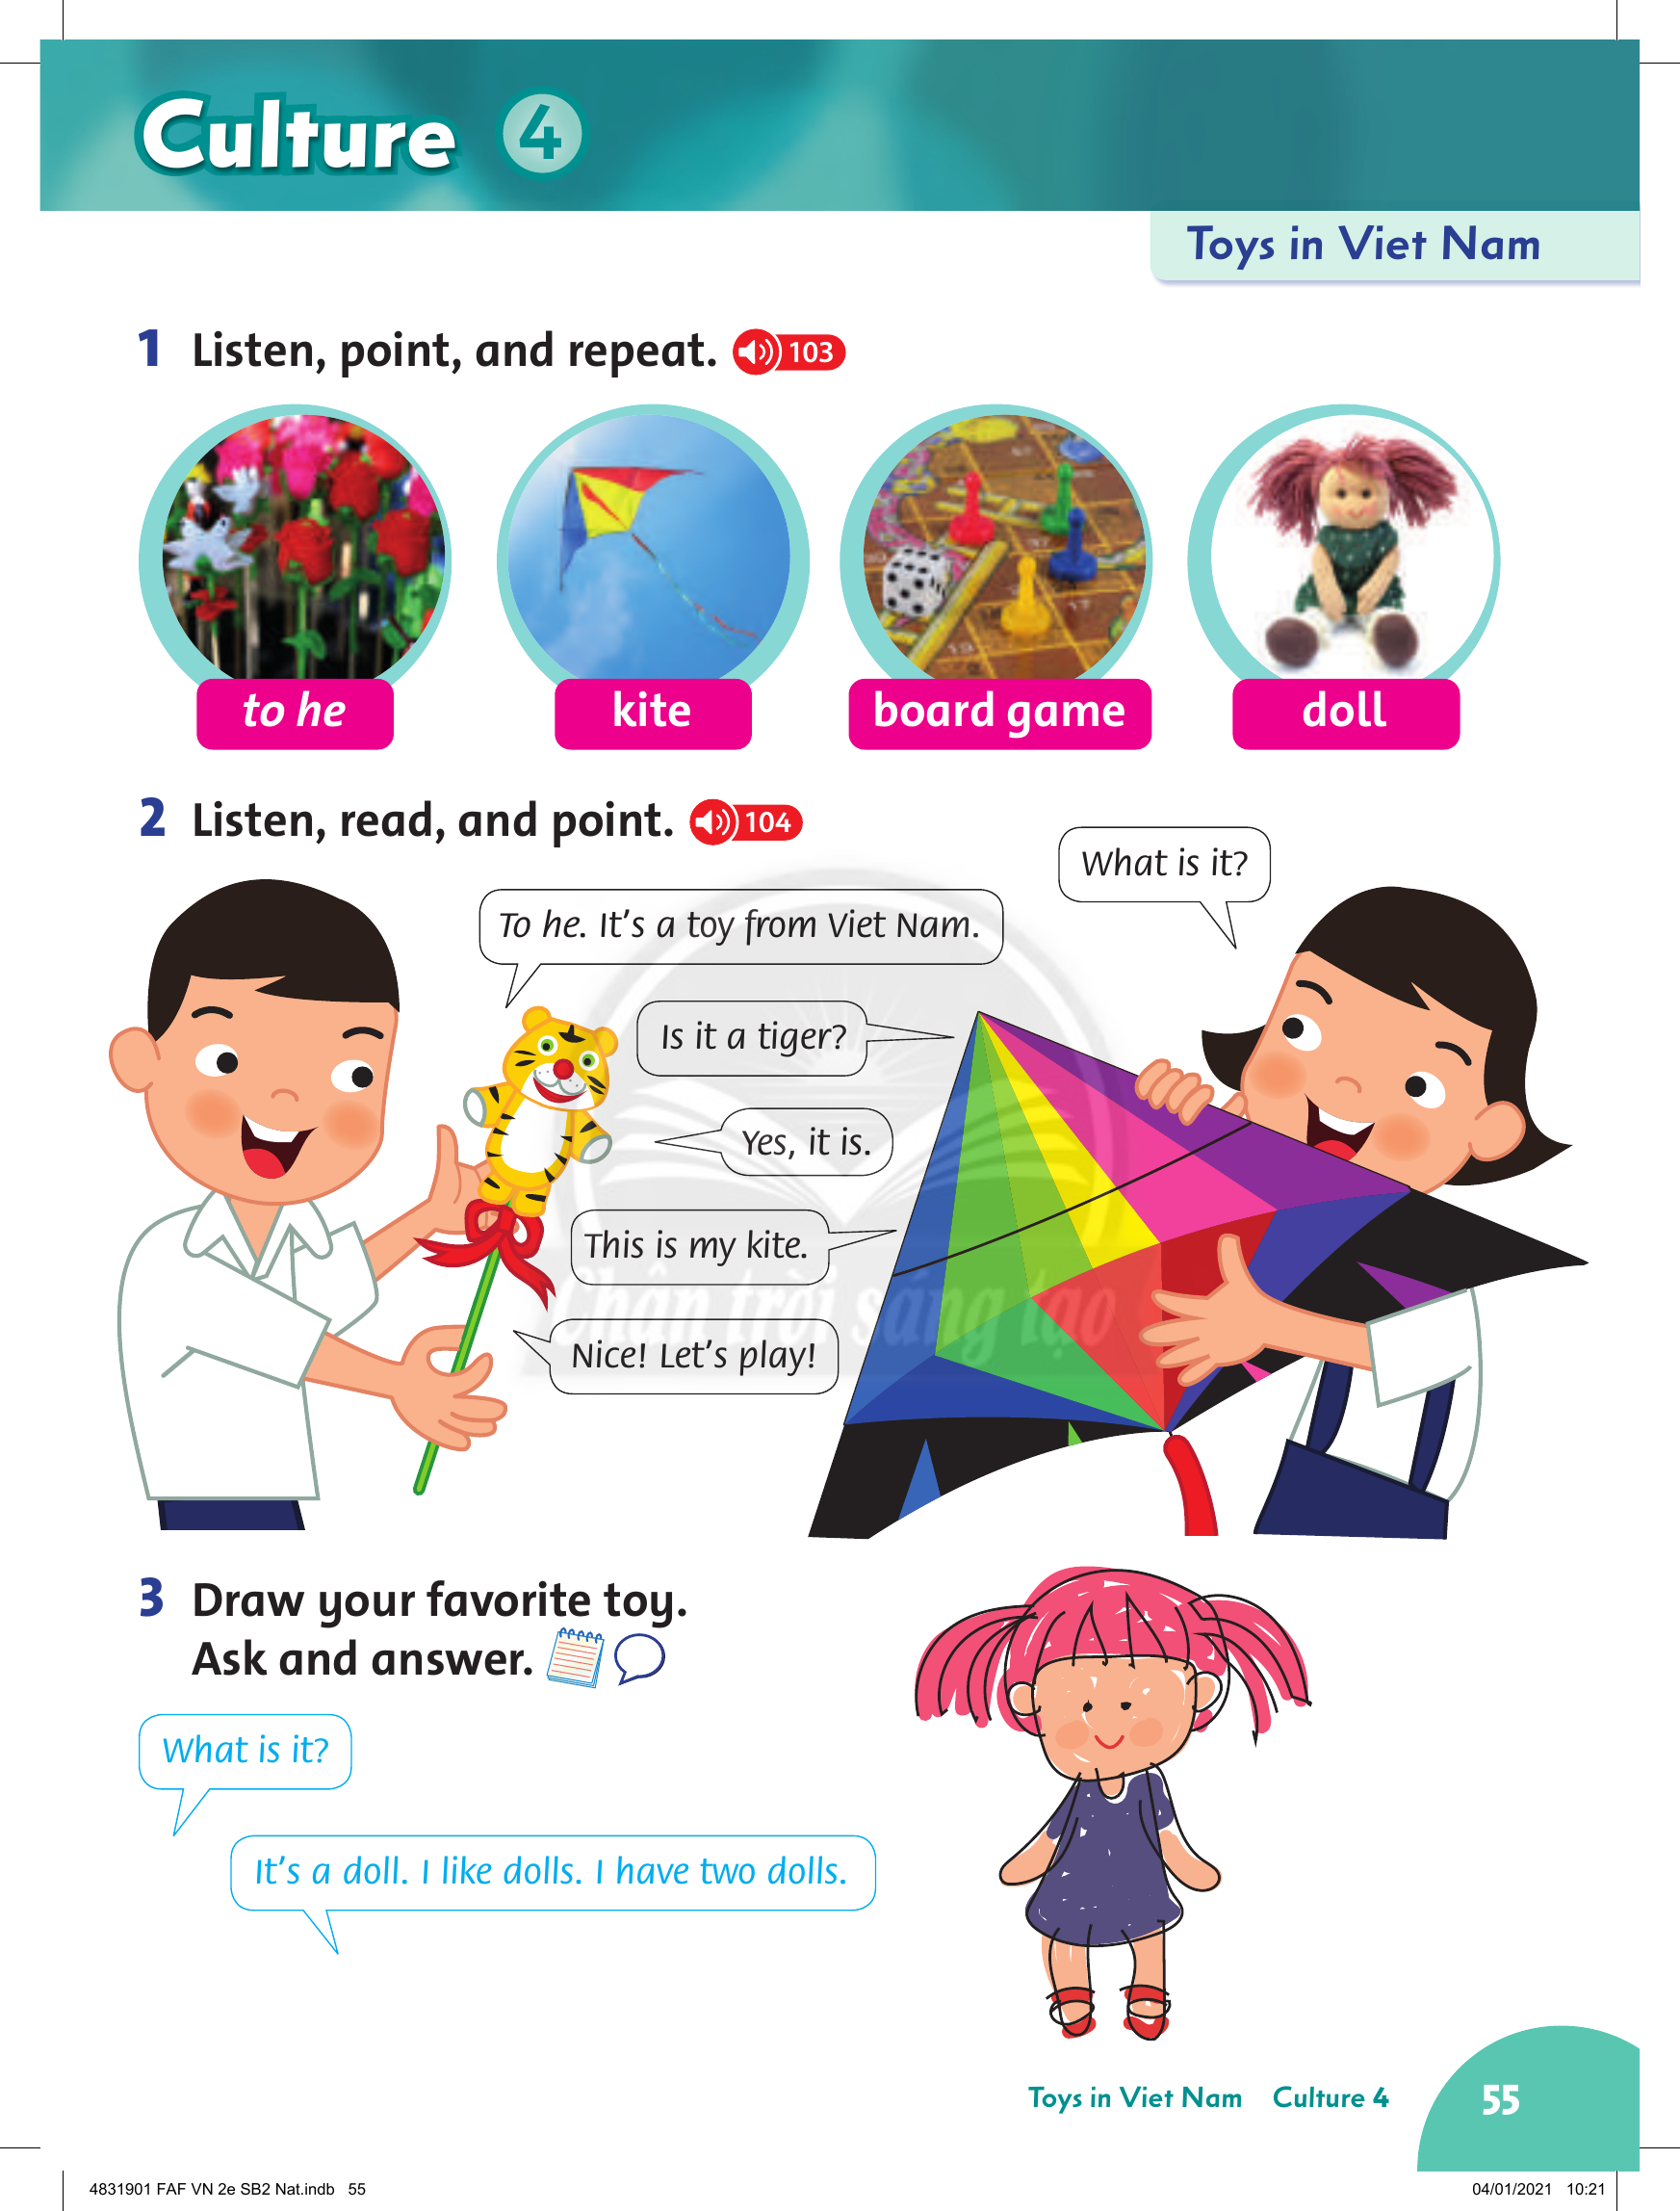 Culture 4
Toys in Viet Nam
1 Listen, point, and repeat. 103
to he
kite
board game
doll
2 Listen, read, and point. 104
What is it?
To he. It's a toy from Viet Nam.
Is it a tiger?
Yes, it is.
This is my kite.
Nice! Let's play!
Chân trời sáng tạo
3 Draw your favorite toy.
Ask and answer.
What is it?
It's a doll. I like dolls. I have two dolls.
Toys in Viet Nam Culture 4 55
4831901 FAF VN 2e SB2 Nat.indb 55
04/01/2021 10:21